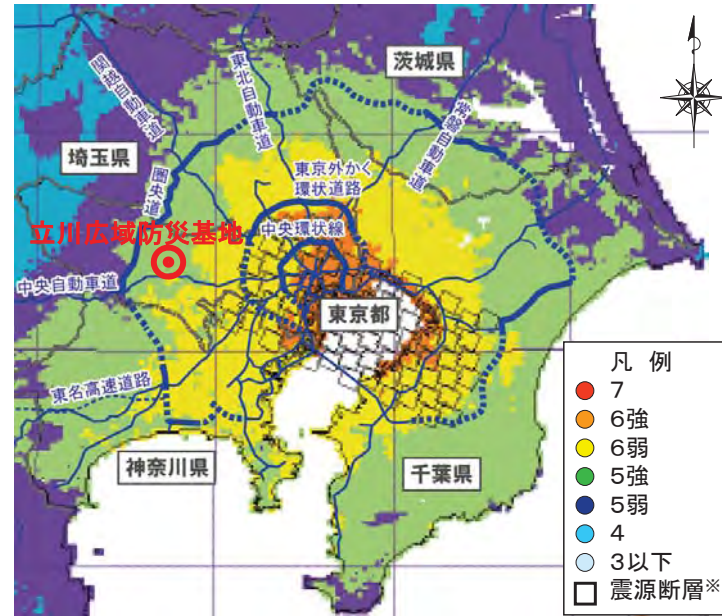 茨城県
関越自動車道
東北自動車道
常磐自動車道
埼玉県
圏央道
東京外かく
環状道路
立川広域防災基地
中央環状線
中央自動車道
東京都
東名高速道路
神奈川県
千葉県
凡 例
7
6強
6弱
5強
5弱
4
3以下
震源断層※